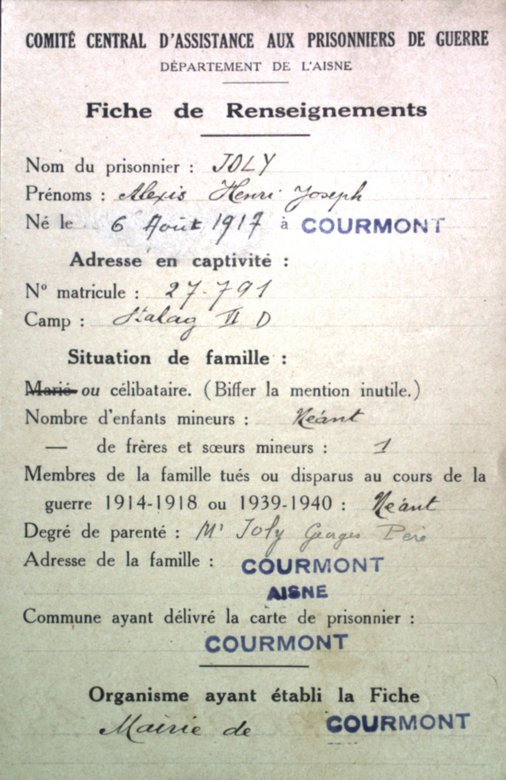 COMITÉ CENTRAL D'ASSISTANCE AUX PRISONNIERS DE GUERRE
DÉPARTEMENT DE L'AISNE
Fiche de Renseignements
Nom du prisonnier : JOLY
Prénoms : Alexis Henri Joseph
Né le 6 Août 1917 à COURMONT
Adresse en captivité :
N° matricule : 27-791
Camp : Stalag II D
Situation de famille :
Marié ou célibataire. (Biffer la mention inutile.)
Nombre d'enfants mineurs : Néant
— de frères et sœurs mineurs : 1
Membres de la famille tués ou disparus au cours de la
guerre 1914-1918 ou 1939-1940 : Néant
Degré de parenté : Mr Joly Georges Père
Adresse de la famille : COURMONT
AISNE
Commune ayant délivré la carte de prisonnier :
COURMONT
Organisme ayant établi la Fiche
Mairie de COURMONT